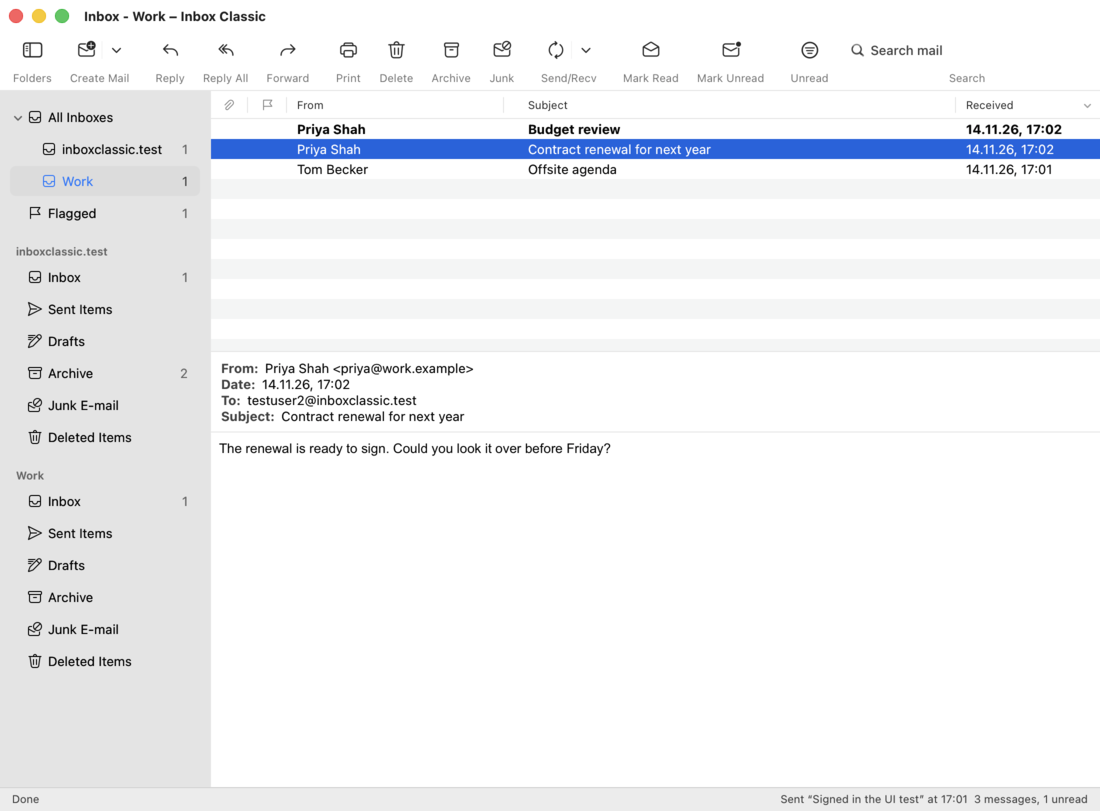 Inbox - Work – Inbox Classic
Search mail
Folders Create Mail Reply Reply All Forward Print Delete Archive Junk Send/Recv Mark Read Mark Unread Unread Search
All Inboxes
inboxclassic.test 1
Work 1
Flagged 1
inboxclassic.test
Inbox 1
Sent Items
Drafts
Archive 2
Junk E-mail
Deleted Items
Work
Inbox 1
Sent Items
Drafts
Archive
Junk E-mail
Deleted Items
From Subject Received
Priya Shah Budget review 14.11.26, 17:02
Priya Shah Contract renewal for next year 14.11.26, 17:02
Tom Becker Offsite agenda 14.11.26, 17:01
From: Priya Shah <priya@work.example>
Date: 14.11.26, 17:02
To: testuser2@inboxclassic.test
Subject: Contract renewal for next year
The renewal is ready to sign. Could you look it over before Friday?
Done Sent “Signed in the UI test” at 17:01 3 messages, 1 unread